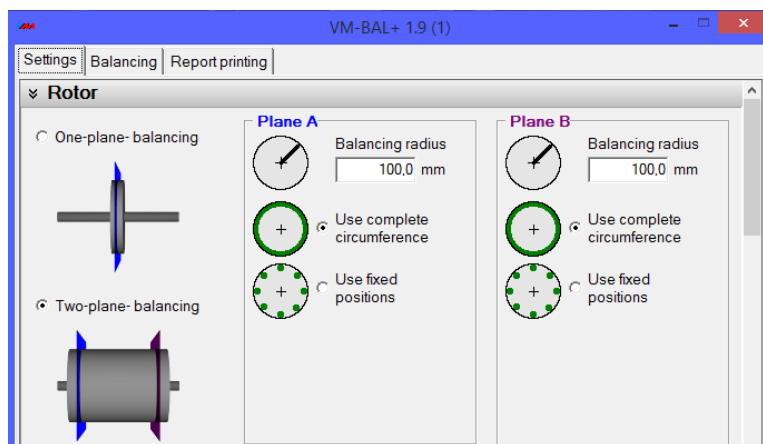 VM-BAL+ 1.9 (1)
Settings
Balancing
Report printing
Rotor
One-plane- balancing
Two-plane- balancing
Plane A
Balancing radius
100,0 mm
Use complete
circumference
Use fixed
positions
Plane B
Balancing radius
100,0 mm
Use complete
circumference
Use fixed
positions